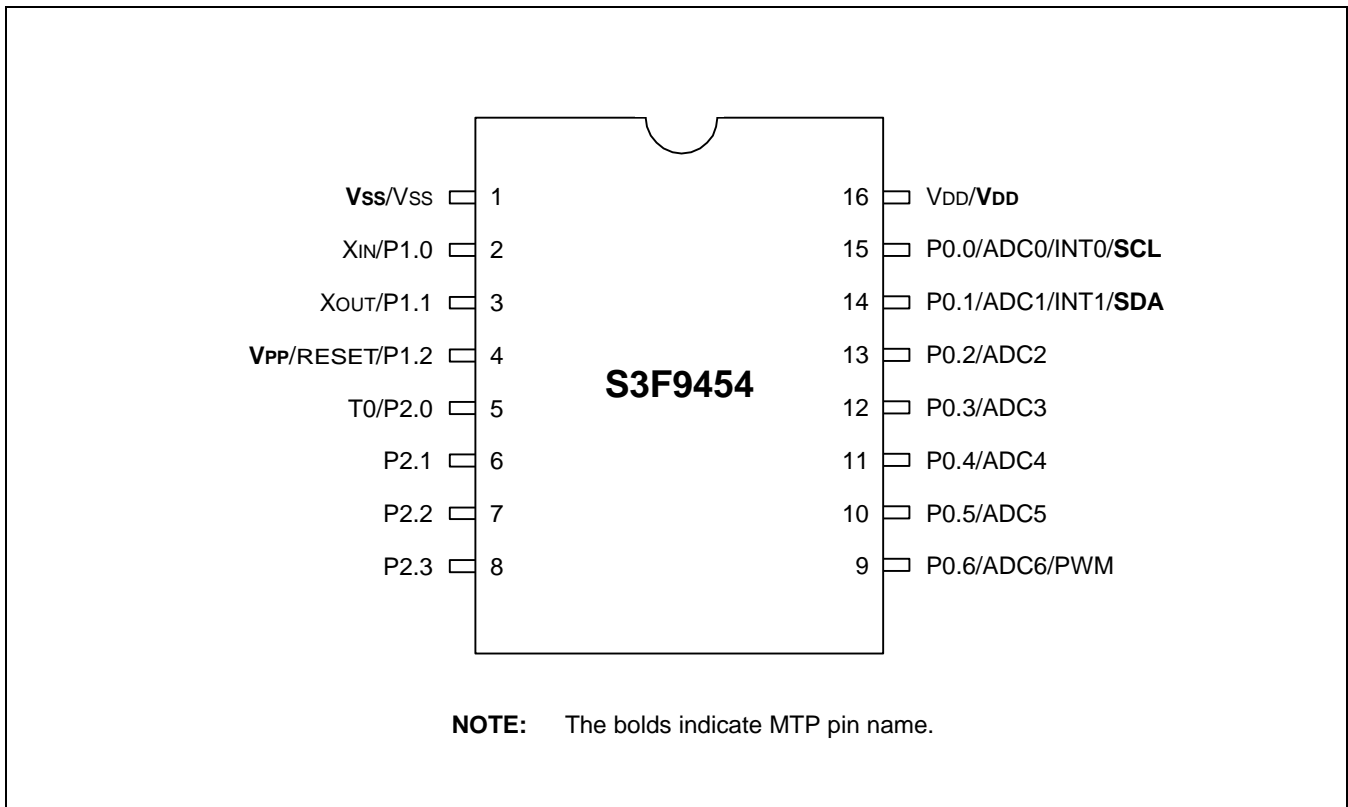 VSS/VSS 1
XIN/P1.0 2
XOUT/P1.1 3
VPP/RESET/P1.2 4
T0/P2.0 5
P2.1 6
P2.2 7
P2.3 8
S3F9454
16 VDD/VDD
15 P0.0/ADC0/INT0/SCL
14 P0.1/ADC1/INT1/SDA
13 P0.2/ADC2
12 P0.3/ADC3
11 P0.4/ADC4
10 P0.5/ADC5
9 P0.6/ADC6/PWM
NOTE: The bolds indicate MTP pin name.